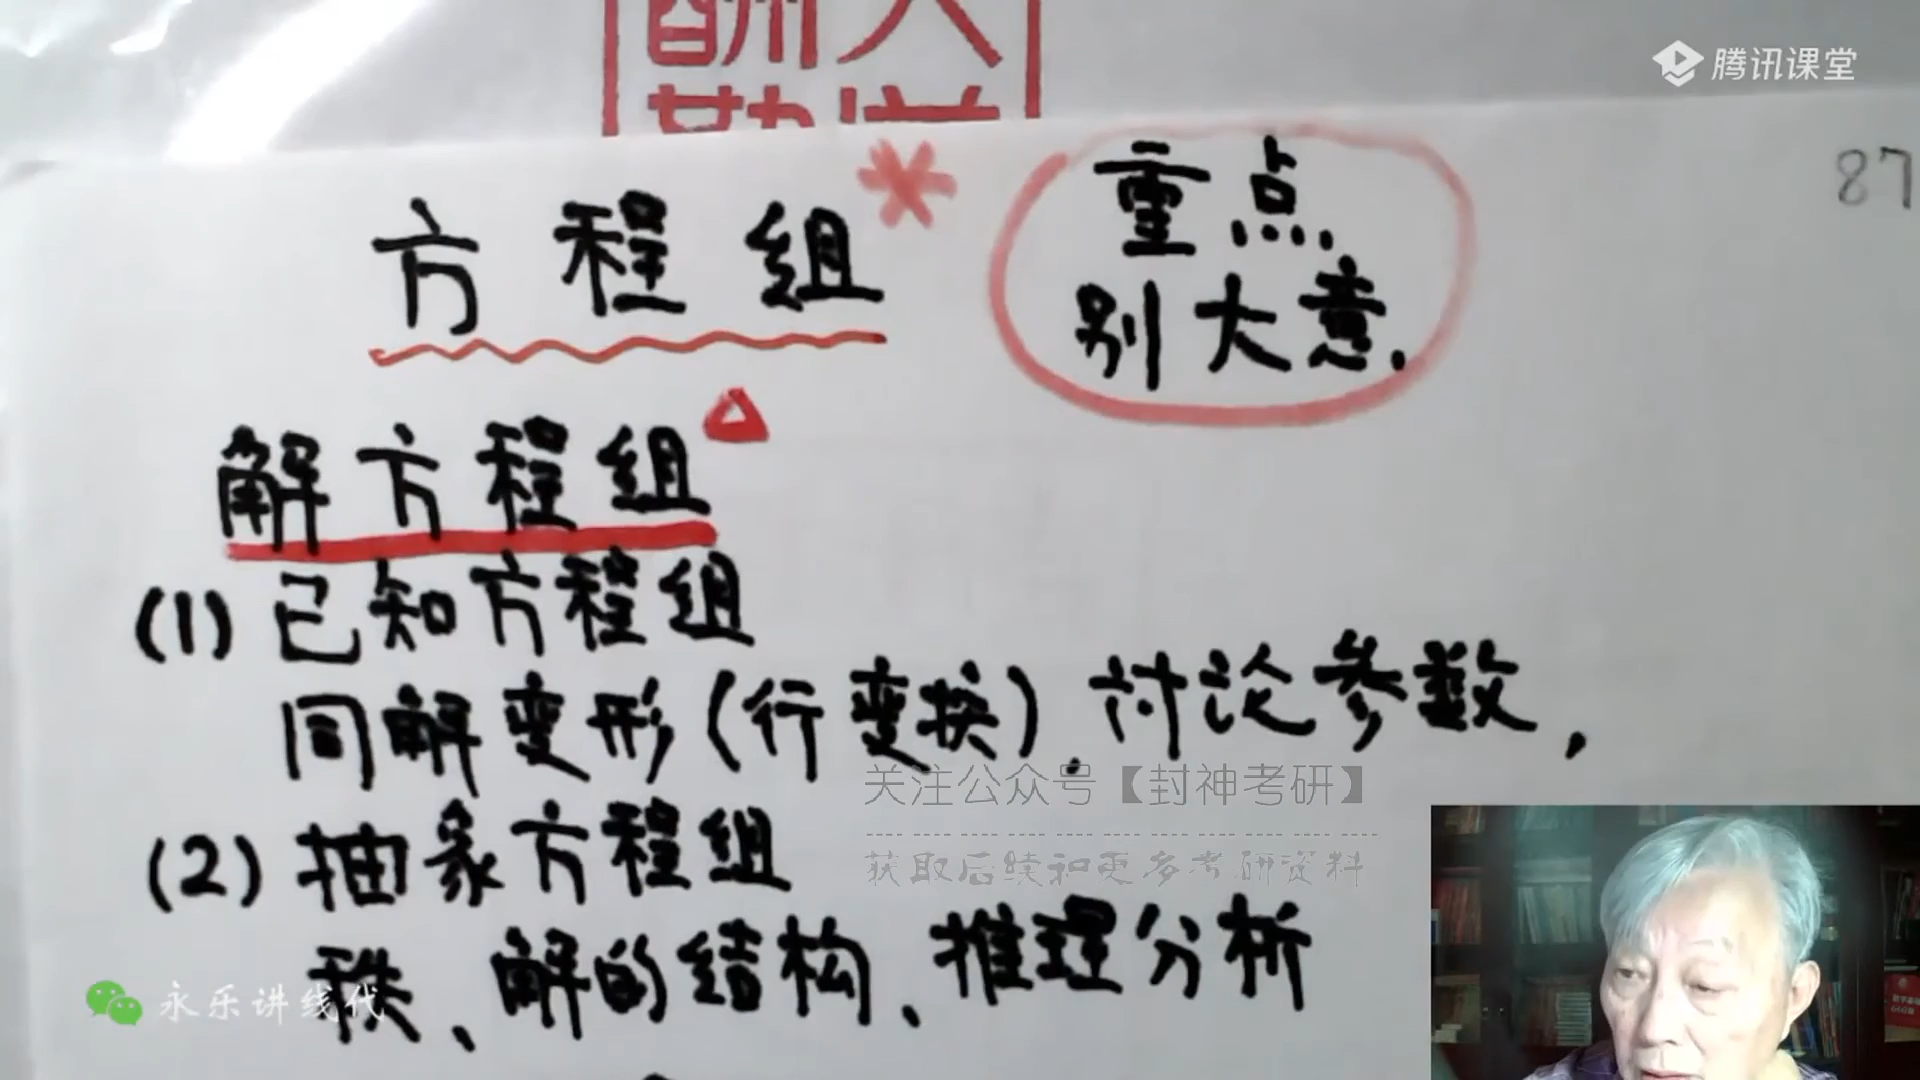 酬
腾讯课堂
87
方程组*
重点
别大意.
解方程组△
(1) 已知方程组
同解变形(行变换), 讨论参数,
关注公众号【封神考研】
(2) 抽象方程组
获取后续和更多考研资料
秩、解的结构、推理分析
永乐讲线代